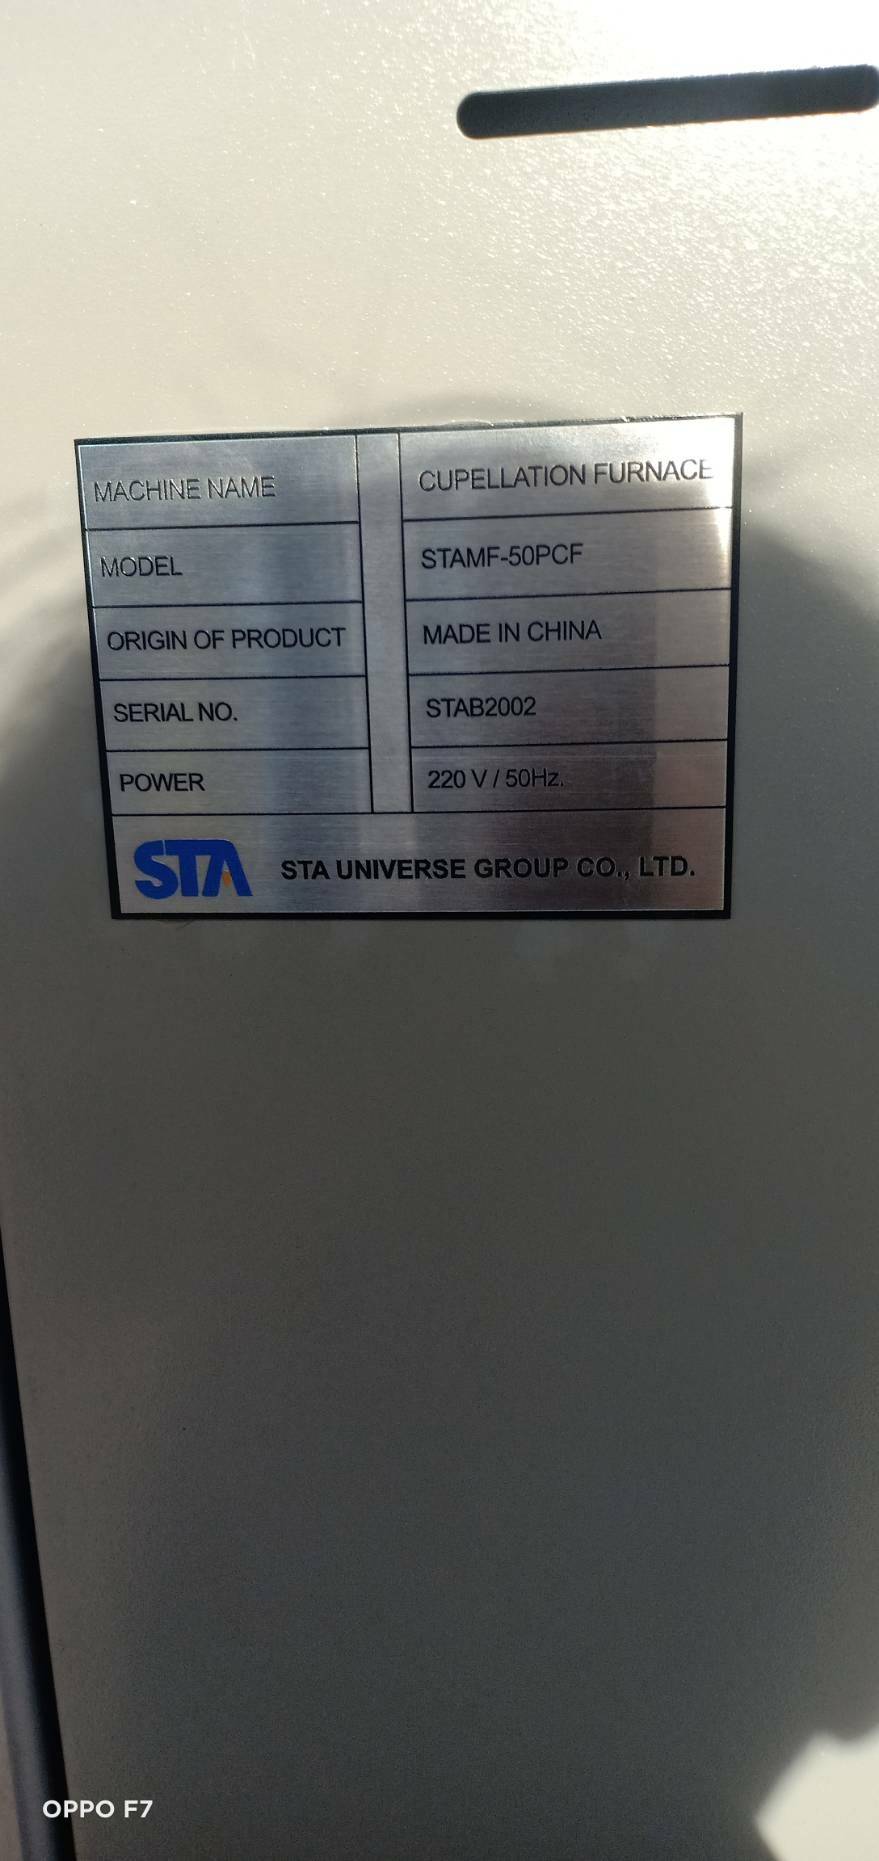 MACHINE NAME CUPELLATION FURNACE
MODEL STAMF-50PCF
ORIGIN OF PRODUCT MADE IN CHINA
SERIAL NO. STAB2002
POWER 220 V / 50Hz.
STA STA UNIVERSE GROUP CO., LTD.
OPPO F7